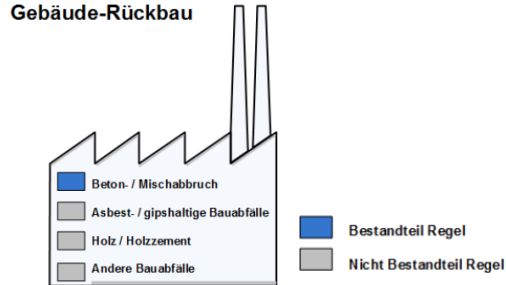 Gebäude-Rückbau
Beton- / Mischabbruch
Asbest- / gipshaltige Bauabfälle
Holz / Holzzement
Andere Bauabfälle
Bestandteil Regel
Nicht Bestandteil Regel